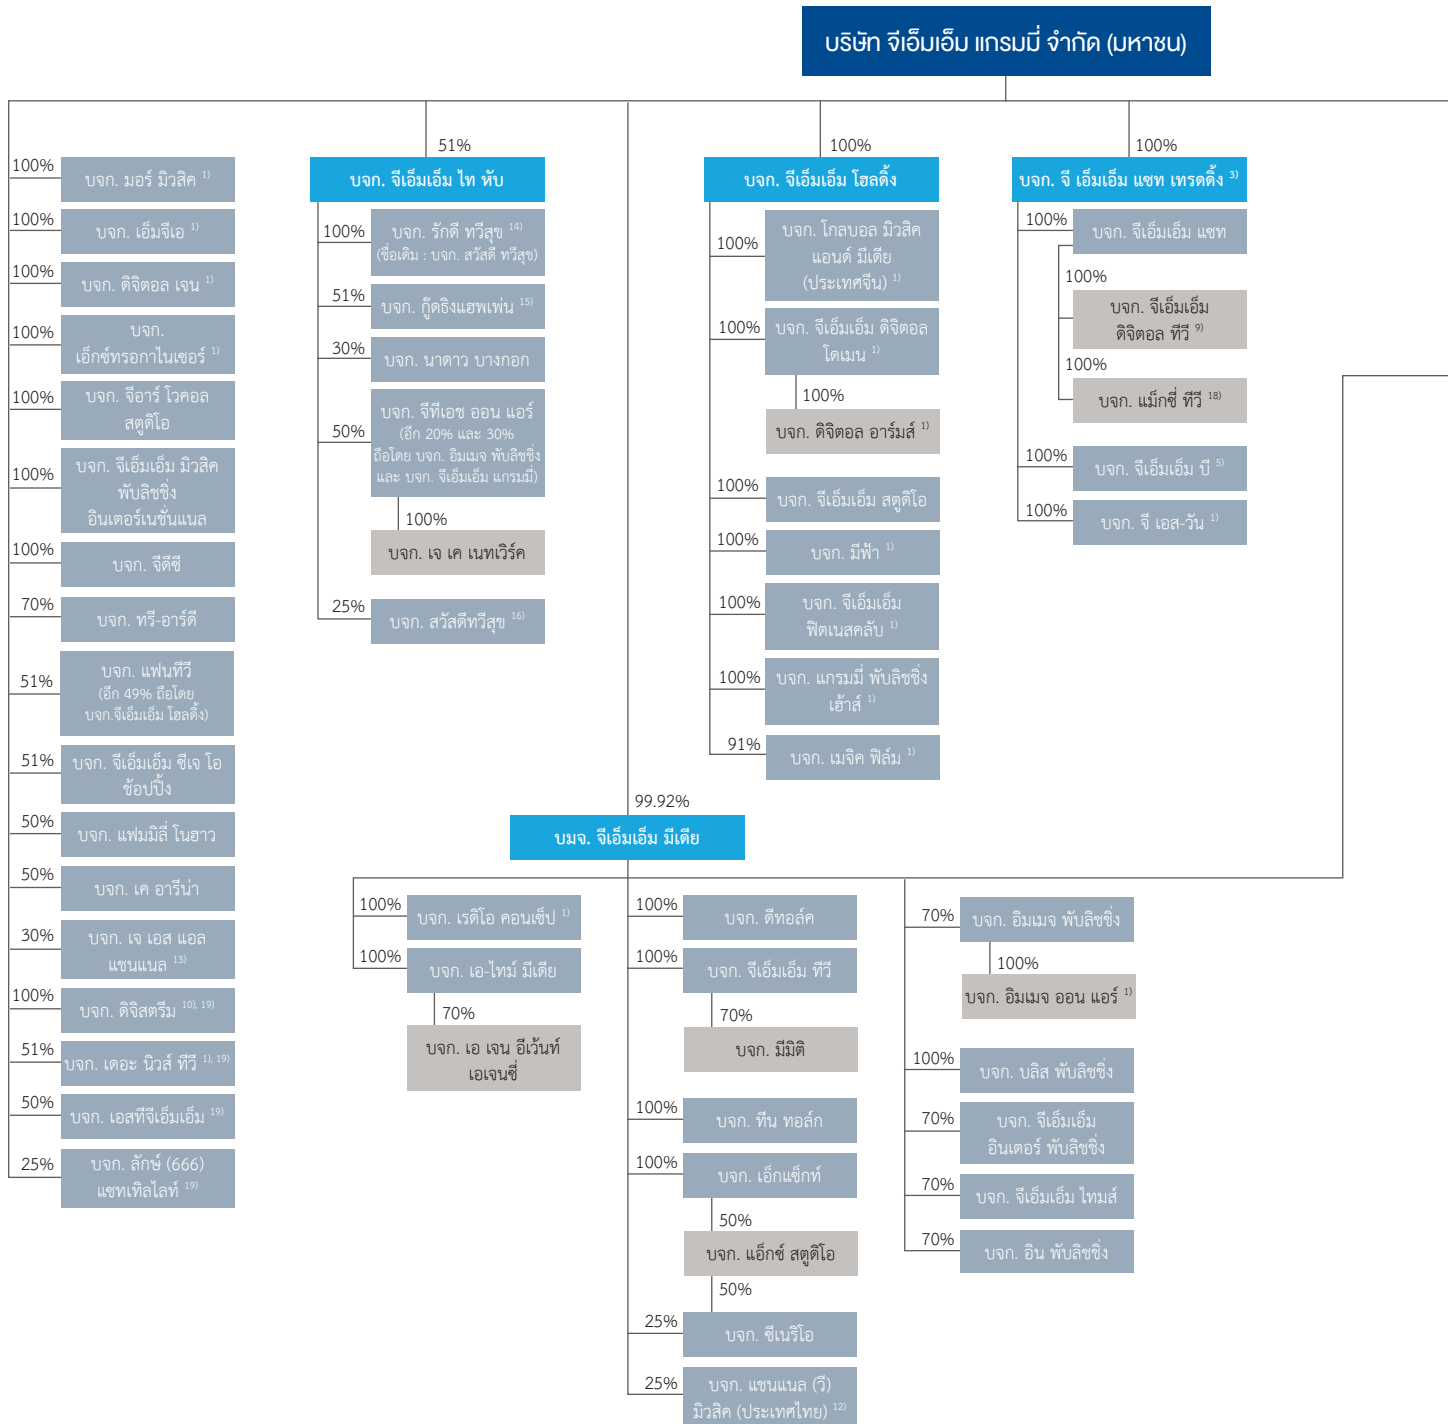 บริษัท จีเอ็มเอ็ม แกรมมี่ จำกัด (มหาชน)
100%
บจก. มอร์ มิวสิค 1)
100%
บจก. เอ็มจีเอ 1)
100%
บจก. ดิจิตอล เจน 1)
100%
บจก.
เอ็กซ์ทรอกาไนเซอร์ 1)
100%
บจก. จีอาร์ โวคอล
สตูดิโอ
100%
บจก. จีเอ็มเอ็ม มิวสิค
พับลิชชิ่ง
อินเตอร์เนชั่นแนล
100%
บจก. จีดีซี
70%
บจก. ทรี-อาร์ดี
51%
บจก. แฟนทีวี
(อีก 49% ถือโดย
บจก.จีเอ็มเอ็ม โฮลดิ้ง)
51%
บจก. จีเอ็มเอ็ม ซีเจ โอ
ช้อปปิ้ง
50%
บจก. แฟมมิลี่ โนฮาว
50%
บจก. เค อารีน่า
30%
บจก. เจ เอส แอล
แชนแนล 13)
100%
บจก. ดิจิสตรีม 10), 19)
51%
บจก. เดอะ นิวส์ ทีวี 1), 19)
50%
บจก. เอสทีจีเอ็มเอ็ม 19)
25%
บจก. ลักษ์ (666)
แซทเทิลไลท์ 19)
51%
บจก. จีเอ็มเอ็ม ไท หับ
100%
บจก. รักดี ทวีสุข 14)
(ชื่อเดิม : บจก. สวัสดี ทวีสุข)
51%
บจก. กู๊ดธิงแฮพเพ่น 15)
30%
บจก. นาดาว บางกอก
50%
บจก. จีทีเอช ออน แอร์
(อีก 20% และ 30%
ถือโดย บจก. อิมเมจ พับลิชชิ่ง
และ บจก. จีเอ็มเอ็ม แกรมมี่)
100%
บจก. เจ เค เนทเวิร์ค
25%
บจก. สวัสดีทวีสุข 16)
100%
บจก. จีเอ็มเอ็ม โฮลดิ้ง
100%
บจก. โกลบอล มิวสิค
แอนด์ มีเดีย
(ประเทศจีน) 1)
100%
บจก. จีเอ็มเอ็ม ดิจิตอล
โดเมน 1)
100%
บจก. ดิจิตอล อาร์มส์ 1)
100%
บจก. จีเอ็มเอ็ม สตูดิโอ
100%
บจก. มีฟ้า 1)
100%
บจก. จีเอ็มเอ็ม
ฟิตเนสคลับ 1)
100%
บจก. แกรมมี่ พับลิชชิ่ง
เฮ้าส์ 1)
91%
บจก. เมจิค ฟิล์ม 1)
100%
บจก. จี เอ็มเอ็ม แซท เทรดดิ้ง 3)
100%
บจก. จีเอ็มเอ็ม แซท
100%
บจก. จีเอ็มเอ็ม
ดิจิตอล ทีวี 9)
100%
บจก. แม็กซี่ ทีวี 18)
100%
บจก. จีเอ็มเอ็ม บี 5)
100%
บจก. จี เอส-วัน 1)
99.92%
บมจ. จีเอ็มเอ็ม มีเดีย
100%
บจก. เรดิโอ คอนเซ็ป 1)
100%
บจก. เอ-ไทม์ มีเดีย
70%
บจก. เอ เจน อีเว้นท์
เอเจนซี่
100%
บจก. ดีทอล์ค
100%
บจก. จีเอ็มเอ็ม ทีวี
70%
บจก. มีมิติ
100%
บจก. ทีน ทอล์ก
100%
บจก. เอ็กแซ็กท์
50%
บจก. แอ็กซ์ สตูดิโอ
50%
25%
บจก. ซีเนริโอ
25%
บจก. แชนแนล (วี)
มิวสิค (ประเทศไทย) 12)
70%
บจก. อิมเมจ พับลิชชิ่ง
100%
บจก. อิมเมจ ออน แอร์ 1)
100%
บจก. บลิส พับลิชชิ่ง
70%
บจก. จีเอ็มเอ็ม
อินเตอร์ พับลิชชิ่ง
70%
บจก. จีเอ็มเอ็ม ไทมส์
70%
บจก. อิน พับลิชชิ่ง